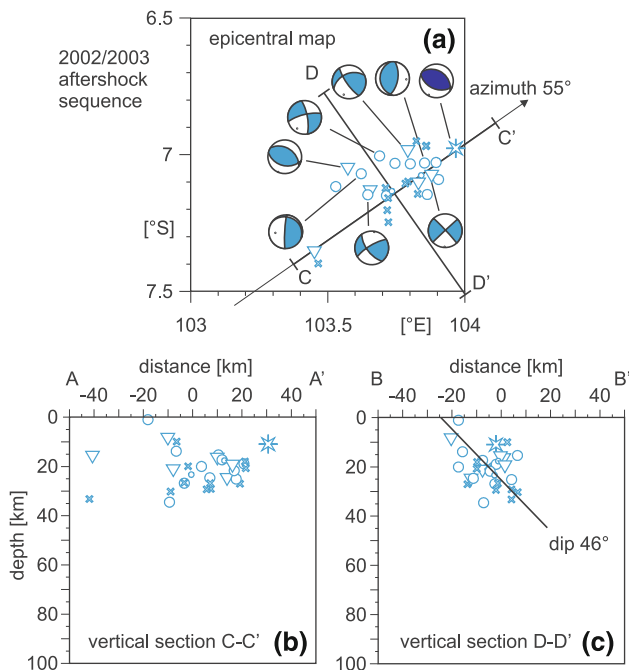 6.5
epicentral map
(a)
2002/2003
aftershock
sequence
D
azimuth 55°
C'
7
[°S]
C
D'
7.5
103
103.5
[°E]
104
distance [km]
distance [km]
A
A'
B
B'
-40
-20
0
20
40
-40
-20
0
20
40
0
20
40
60
80
100
depth [km]
0
20
40
60
80
100
dip 46°
vertical section C-C'
(b)
vertical section D-D'
(c)